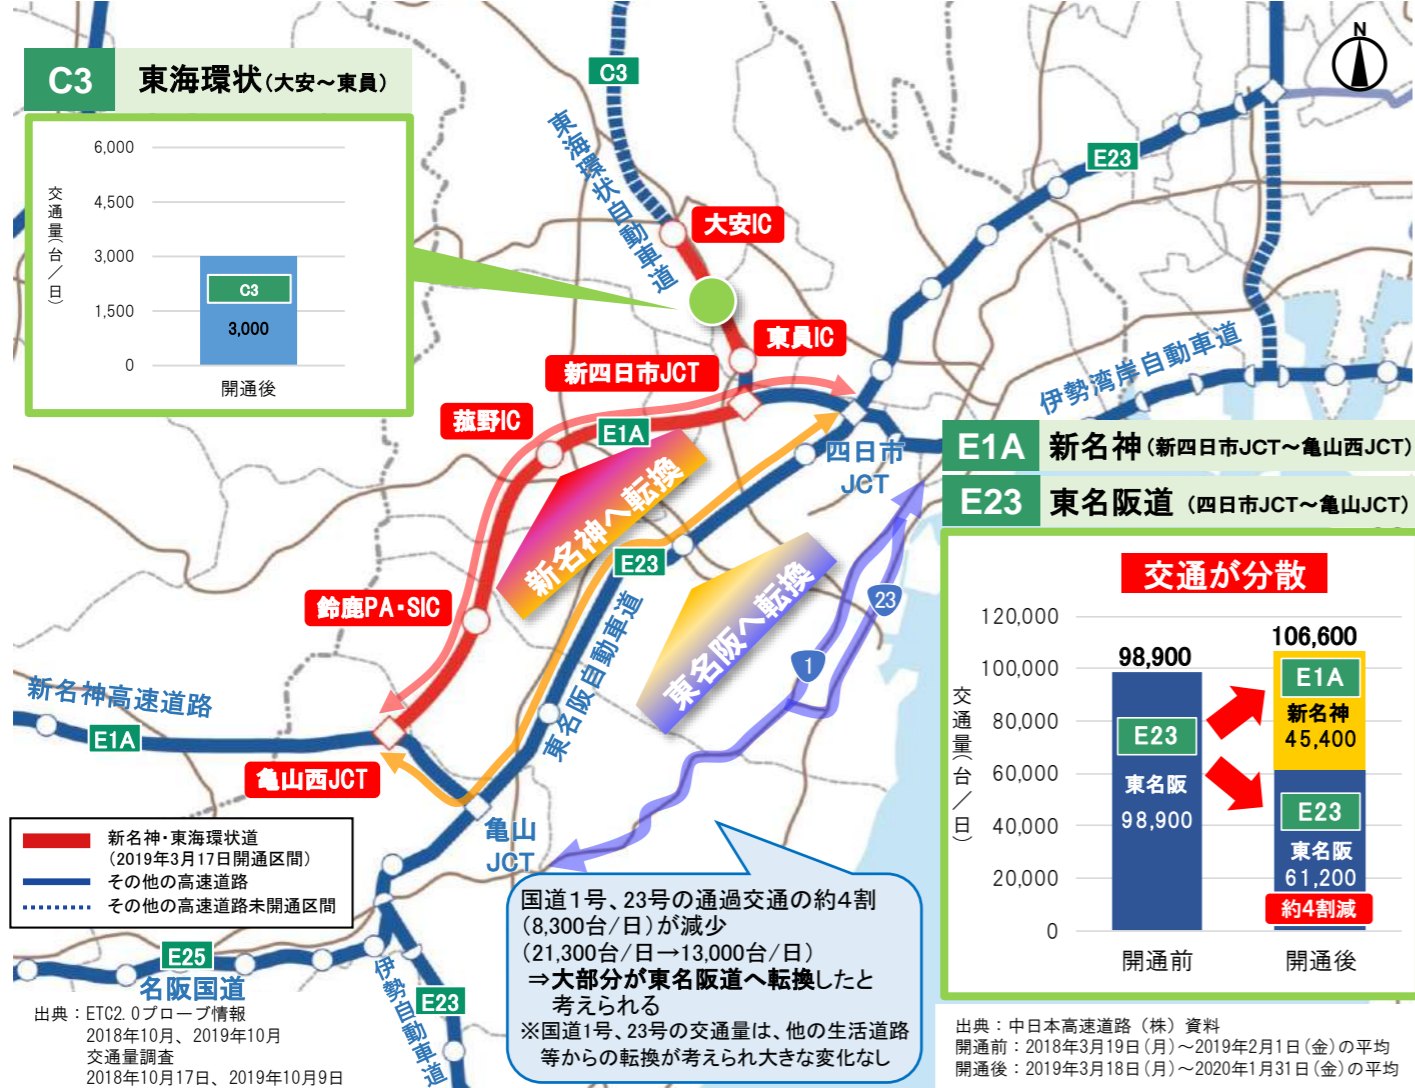 C3 東海環状(大安～東員)
6,000
4,500
3,000
1,500
0
交通量(台/日)
C3
3,000
開通後
N
C3
東海環状自動車道
E23
大安IC
東員IC
新四日市JCT
菰野IC
E1A
伊勢湾岸自動車道
四日市
JCT
新名神へ転換
E23
東名阪へ転換
23
1
鈴鹿PA・SIC
東名阪自動車道
新名神高速道路
E1A
亀山西JCT
亀山
JCT
E1A 新名神(新四日市JCT～亀山西JCT)
E23 東名阪道 (四日市JCT～亀山JCT)
交通が分散
120,000
100,000
80,000
60,000
40,000
20,000
0
交通量(台/日)
98,900
E23
東名阪
98,900
開通前
106,600
E1A
新名神
45,400
E23
東名阪
61,200
約4割減
開通後
新名神・東海環状道
(2019年3月17日開通区間)
その他の高速道路
その他の高速道路未開通区間
E25
名阪国道
伊勢自動車道
E23
国道1号、23号の通過交通の約4割
(8,300台/日)が減少
(21,300台/日→13,000台/日)
⇒大部分が東名阪道へ転換したと
考えられる
※国道1号、23号の交通量は、他の生活道路
等からの転換が考えられ大きな変化なし
出典：ETC2.0プローブ情報
2018年10月、2019年10月
交通量調査
2018年10月17日、2019年10月9日
出典：中日本高速道路（株）資料
開通前：2018年3月19日(月)～2019年2月1日(金)の平均
開通後：2019年3月18日(月)～2020年1月31日(金)の平均